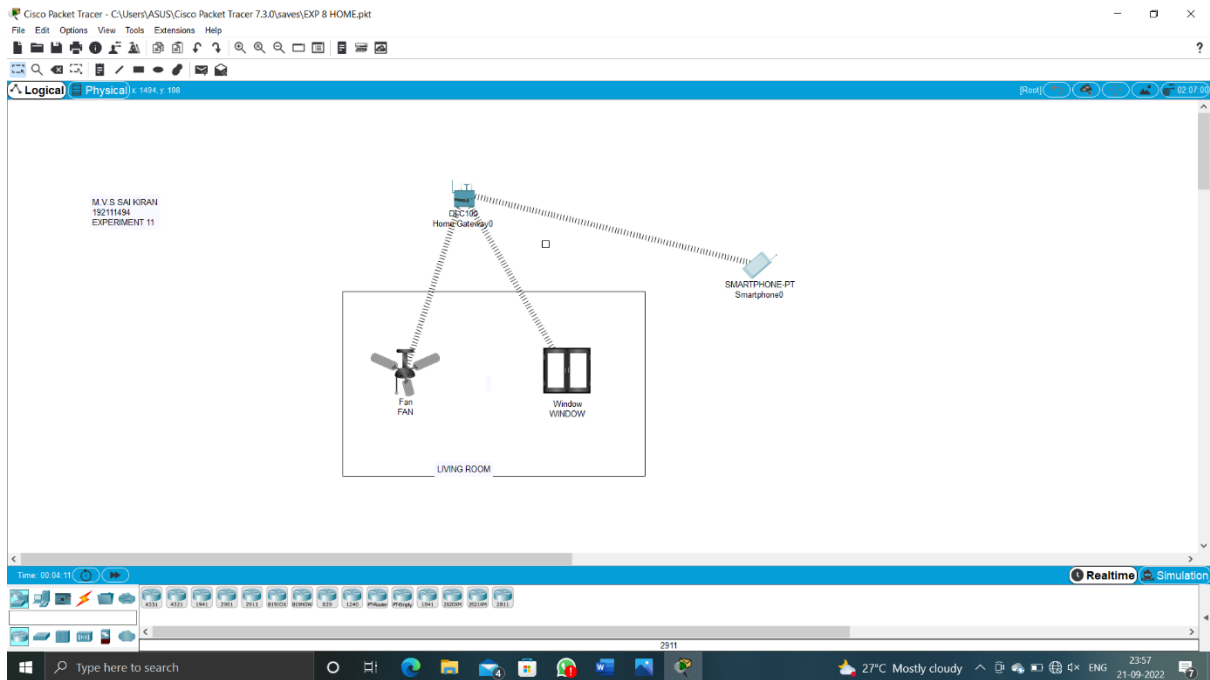 Cisco Packet Tracer - C:\Users\ASUS\Cisco Packet Tracer 7.3.0\saves\EXP 8 HOME.pkt
File Edit Options View Tools Extensions Help
?
Logical Physical x: 1494, y: 198 [Root] 02:07:00
M.V.S SAI KIRAN
192111494
EXPERIMENT 11
DLC100
Home Gateway0
SMARTPHONE-PT
Smartphone0
Fan
FAN
Window
WINDOW
LIVING ROOM
Time: 00:04:11 Realtime Simulation
4331 4321 1941 2901 2911 819IOX 819HGW 829 1240 PT-Router PT-Empty 1841 2620XM 2621XM 2811
2911
Type here to search 27°C Mostly cloudy ENG 23:57
21-09-2022